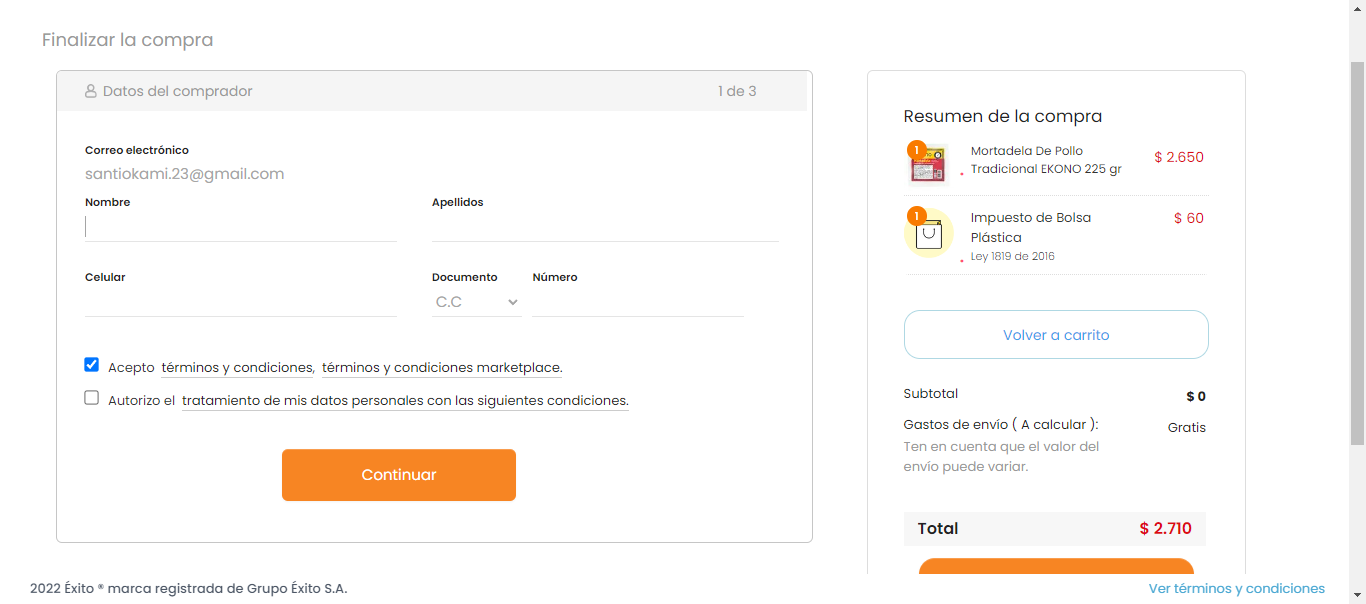 Finalizar la compra
Datos del comprador
1 de 3
Correo electrónico
santiokami.23@gmail.com
Nombre
Apellidos
Celular
Documento
Número
C.C
Acepto términos y condiciones, términos y condiciones marketplace.
Autorizo el tratamiento de mis datos personales con las siguientes condiciones.
Continuar
Resumen de la compra
1
Mortadela De Pollo
Tradicional EKONO 225 gr
$ 2.650
1
Impuesto de Bolsa
Plástica
Ley 1819 de 2016
$ 60
Volver a carrito
Subtotal
$ 0
Gastos de envío ( A calcular ):
Gratis
Ten en cuenta que el valor del
envío puede variar.
Total
$ 2.710
2022 Éxito ® marca registrada de Grupo Éxito S.A.
Ver términos y condiciones